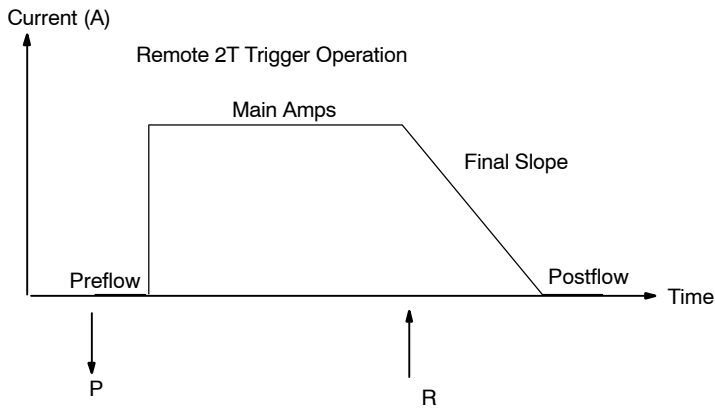 Current (A)
Remote 2T Trigger Operation
Main Amps
Final Slope
Preflow
Postflow
Time
P
R